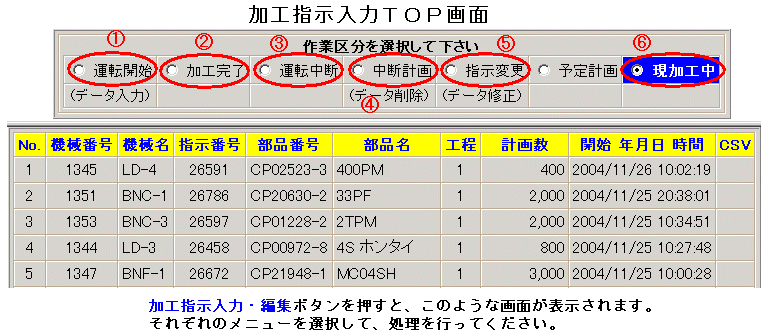 加工指示入力TOP画面
① ② ③ ⑤ ⑥
作業区分を選択して下さい
運転開始 加工完了 運転中断 中断計画 指示変更 予定計画 現加工中
(データ入力) ④ (データ削除) (データ修正)
No. 機械番号 機械名 指示番号 部品番号 部品名 工程 計画数 開始 年月日 時間 CSV
1 1345 LD-4 26591 CP02523-3 400PM 1 400 2004/11/26 10:02:19
2 1351 BNC-1 26786 CP20630-2 33PF 1 2,000 2004/11/25 20:38:01
3 1353 BNC-3 26597 CP01228-2 2TPM 1 2,000 2004/11/25 10:34:51
4 1344 LD-3 26458 CP00972-8 4S ホンタイ 1 800 2004/11/25 10:27:48
5 1347 BNF-1 26672 CP21948-1 MC04SH 1 3,000 2004/11/25 10:00:28
加工指示入力・編集ボタンを押すと、このような画面が表示されます。
それぞれのメニューを選択して、処理を行ってください。